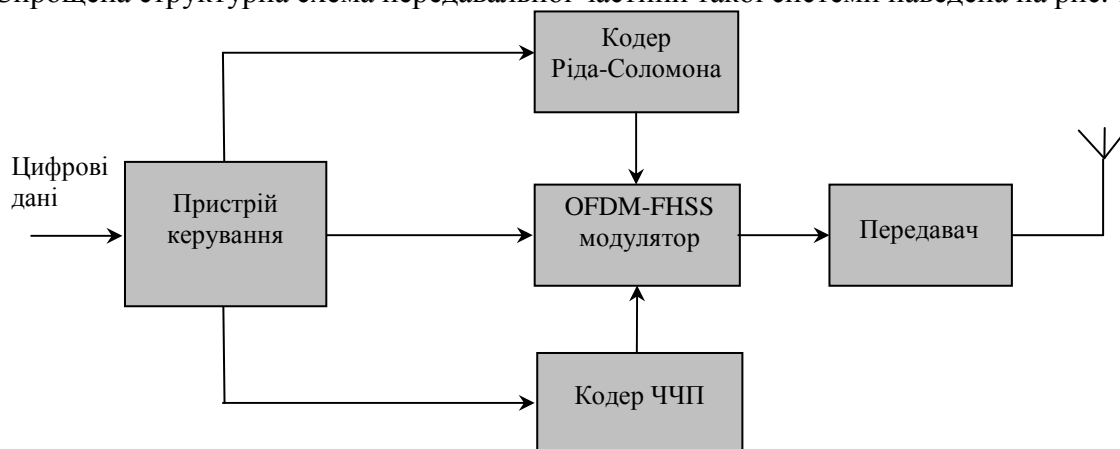 Спрощена структурна схема передавальної частини такої системи наведена на рис.
Кодер
Ріда-Соломона
Цифрові
дані
Пристрій
керування
OFDM-FHSS
модулятор
Передавач
Кодер ЧЧП